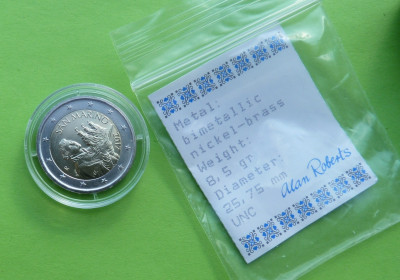 SAN MARINO
Metal:
bimetallic
nickel-brass
Weight:
8,5 gr
Diameter:
25,75 mm
UNC
Alan Roberts